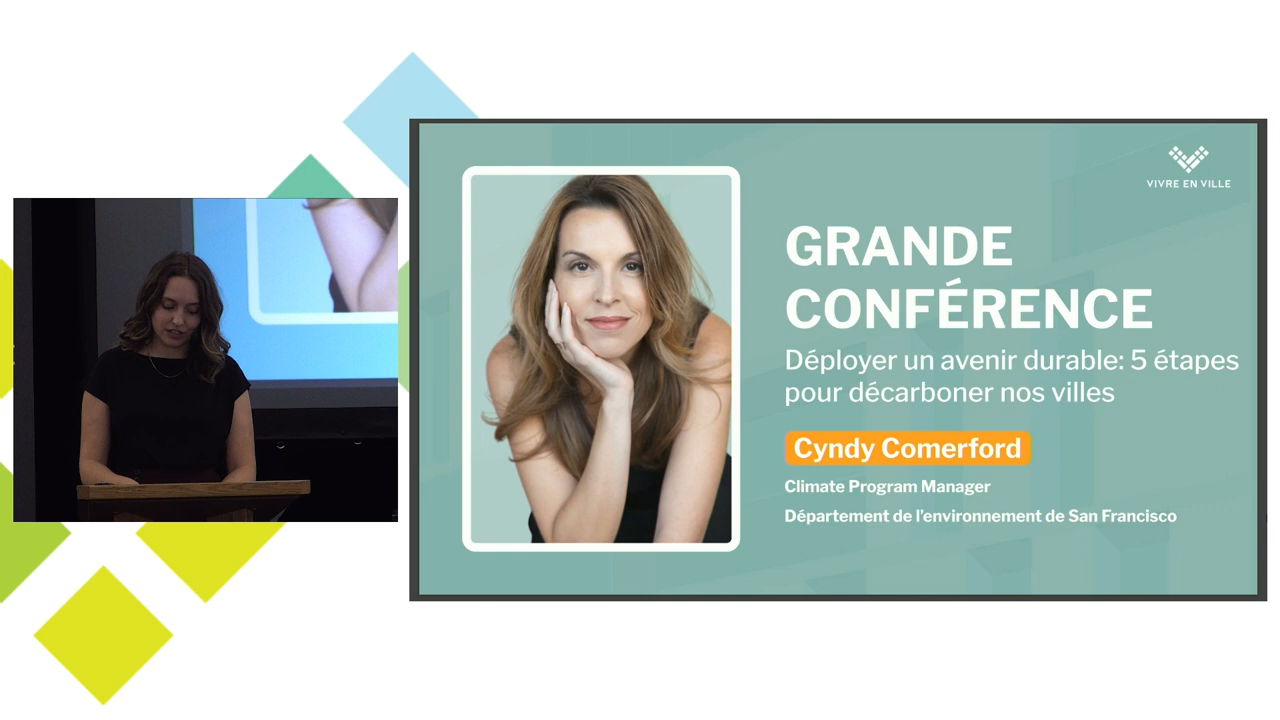 VIVRE EN VILLE
GRANDE
CONFÉRENCE
Déployer un avenir durable: 5 étapes
pour décarboner nos villes
Cyndy Comerford
Climate Program Manager
Département de l'environnement de San Francisco